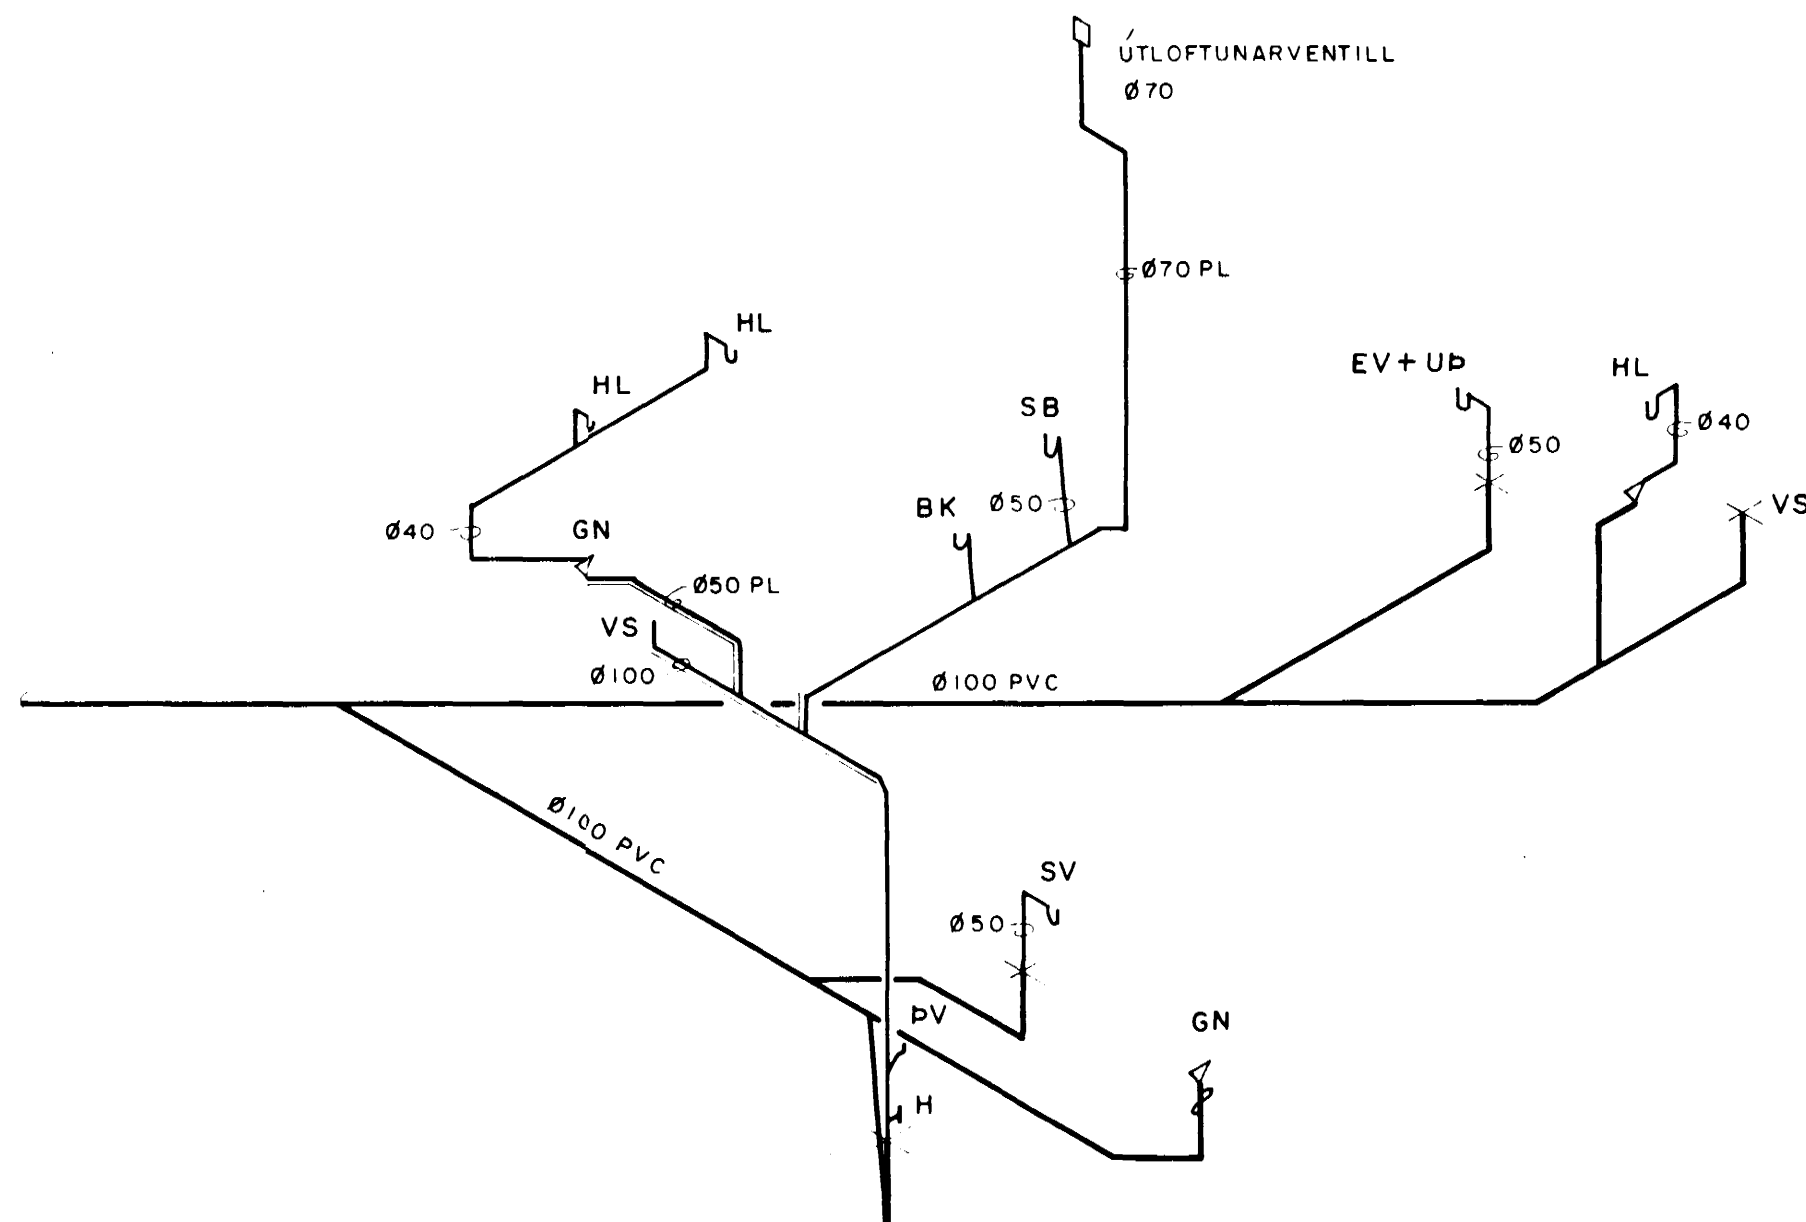 ÚTLOFTUNARVENTILL
Ø70
Ø70 PL
HL
HL
EV + UÞ
HL
SB
Ø40
Ø50
BK
Ø50
VS
Ø40
GN
Ø50 PL
VS
Ø100
Ø100 PVC
Ø100 PVC
SV
Ø50
ÞV
GN
H